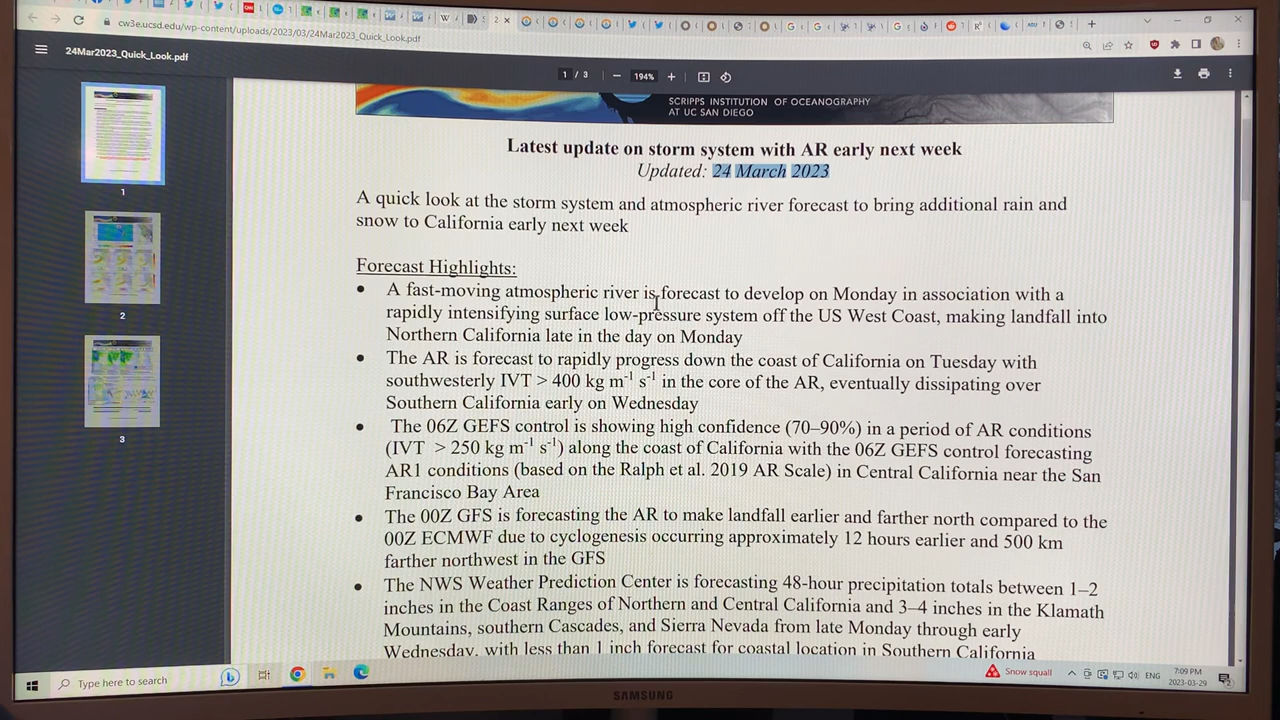 cw3e.ucsd.edu/wp-content/uploads/2023/03/24Mar2023_Quick_Look.pdf
24Mar2023_Quick_Look.pdf
1 / 3
194%
SCRIPPS INSTITUTION OF OCEANOGRAPHY
AT UC SAN DIEGO
Latest update on storm system with AR early next week
Updated: 24 March 2023
A quick look at the storm system and atmospheric river forecast to bring additional rain and
snow to California early next week
Forecast Highlights:
• A fast-moving atmospheric river is forecast to develop on Monday in association with a
rapidly intensifying surface low-pressure system off the US West Coast, making landfall into
Northern California late in the day on Monday
• The AR is forecast to rapidly progress down the coast of California on Tuesday with
southwesterly IVT > 400 kg m⁻¹ s⁻¹ in the core of the AR, eventually dissipating over
Southern California early on Wednesday
• The 06Z GEFS control is showing high confidence (70–90%) in a period of AR conditions
(IVT > 250 kg m⁻¹ s⁻¹) along the coast of California with the 06Z GEFS control forecasting
AR1 conditions (based on the Ralph et al. 2019 AR Scale) in Central California near the San
Francisco Bay Area
• The 00Z GFS is forecasting the AR to make landfall earlier and farther north compared to the
00Z ECMWF due to cyclogenesis occurring approximately 12 hours earlier and 500 km
farther northwest in the GFS
• The NWS Weather Prediction Center is forecasting 48-hour precipitation totals between 1–2
inches in the Coast Ranges of Northern and Central California and 3–4 inches in the Klamath
Mountains, southern Cascades, and Sierra Nevada from late Monday through early
Wednesday, with less than 1 inch forecast for coastal location in Southern California
1
2
3
Type here to search
Snow squall
ENG
7:09 PM
2023-03-29
SAMSUNG